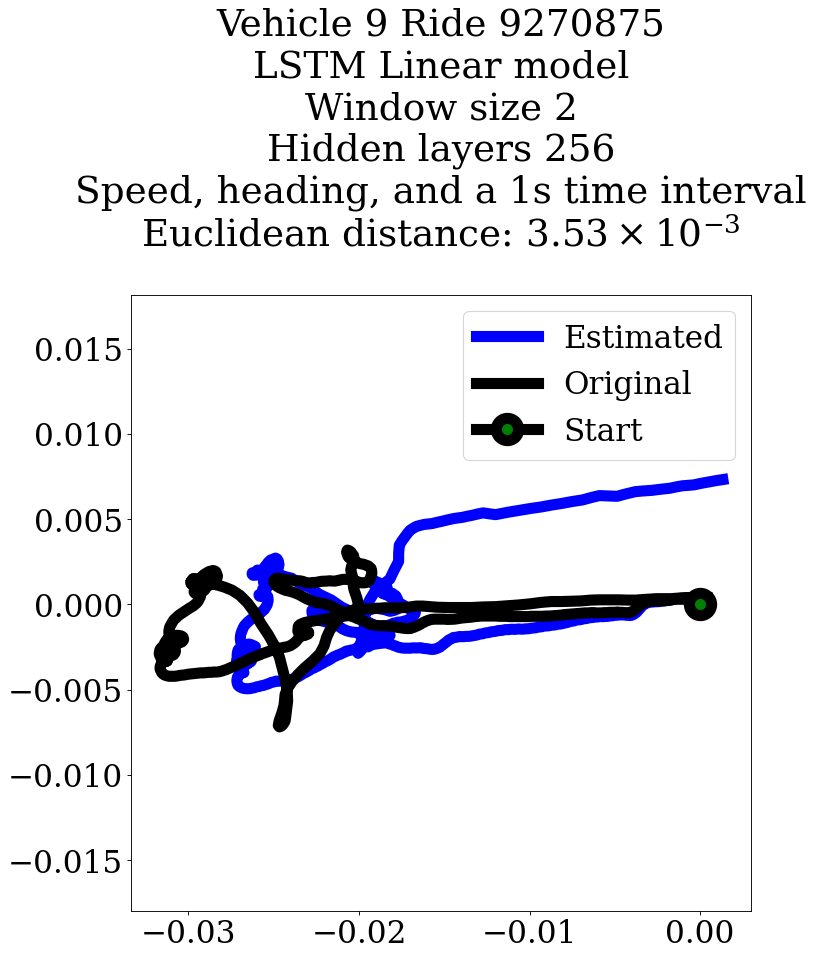 Vehicle 9 Ride 9270875
LSTM Linear model
Window size 2
Hidden layers 256
Speed, heading, and a 1s time interval
Euclidean distance: 3.53 × 10⁻³
Estimated
Original
Start
0.015
0.010
0.005
0.000
−0.005
−0.010
−0.015
−0.03
−0.02
−0.01
0.00